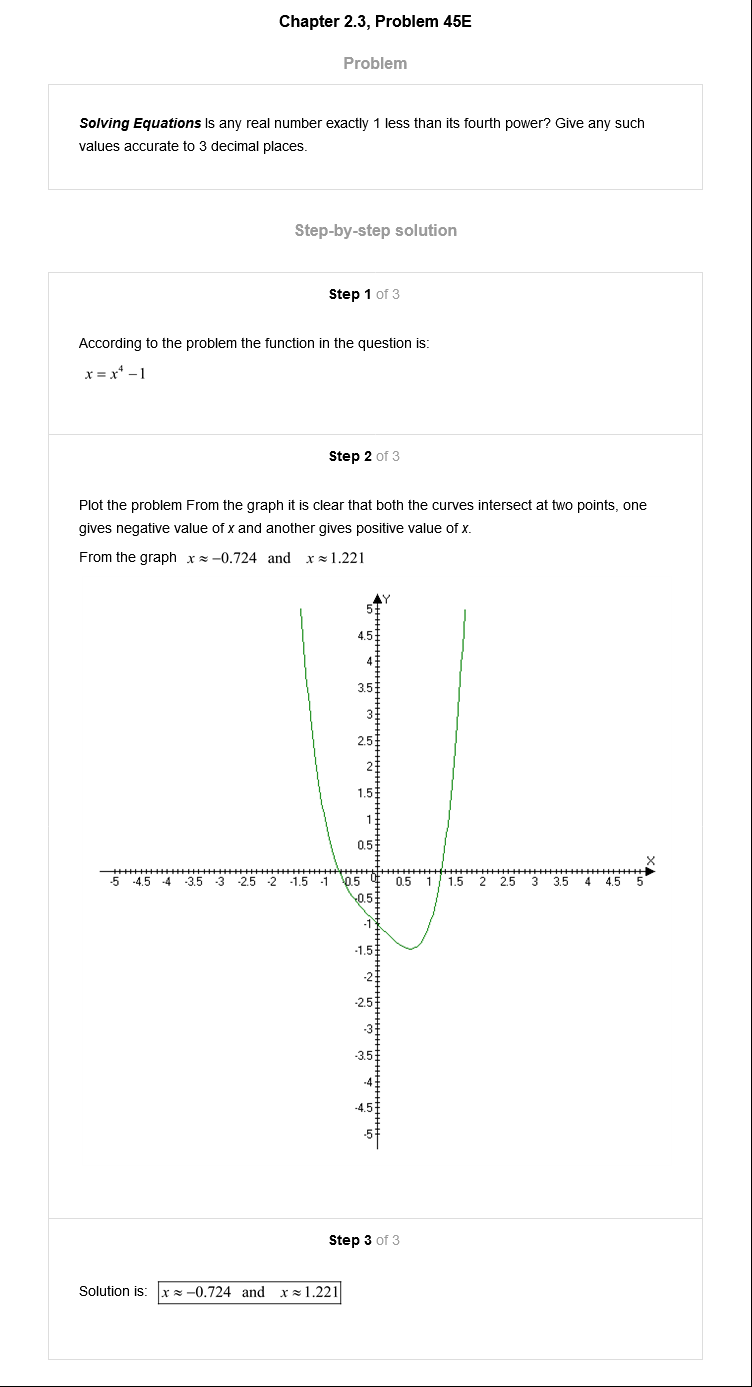 Chapter 2.3, Problem 45E
Problem
Solving Equations Is any real number exactly 1 less than its fourth power? Give any such
values accurate to 3 decimal places.
Step-by-step solution
Step 1 of 3
According to the problem the function in the question is:
x = x⁴ − 1
Step 2 of 3
Plot the problem From the graph it is clear that both the curves intersect at two points, one
gives negative value of x and another gives positive value of x.
From the graph x ≈ −0.724 and x ≈ 1.221
Y
5
4.5
4
3.5
3
2.5
2
1.5
1
0.5
X
-5 -4.5 -4 -3.5 -3 -2.5 -2 -1.5 -1 -0.5 0 0.5 1 1.5 2 2.5 3 3.5 4 4.5 5
-0.5
-1
-1.5
-2
-2.5
-3
-3.5
-4
-4.5
-5
Step 3 of 3
Solution is: x ≈ −0.724 and x ≈ 1.221